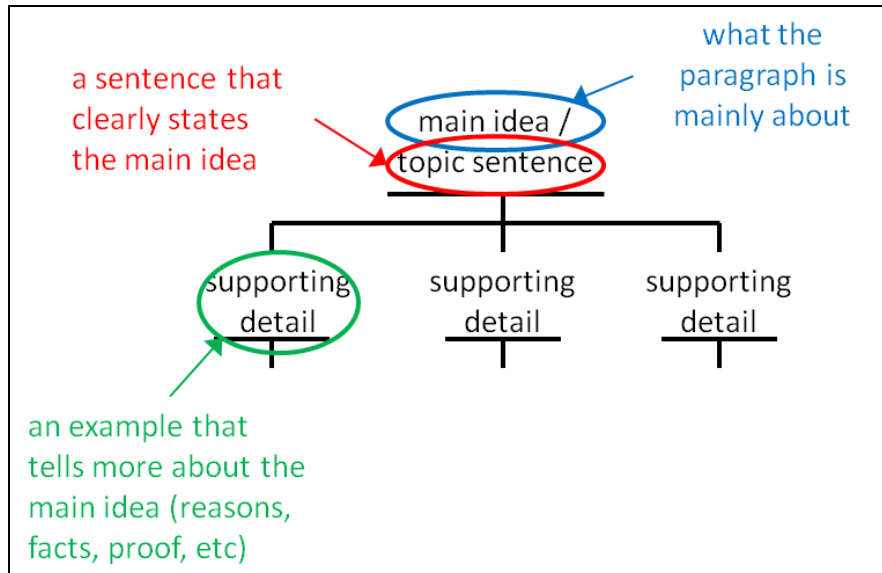 what the
paragraph is
mainly about
a sentence that
clearly states
the main idea
main idea /
topic sentence
supporting
detail
supporting
detail
supporting
detail
an example that
tells more about the
main idea (reasons,
facts, proof, etc)